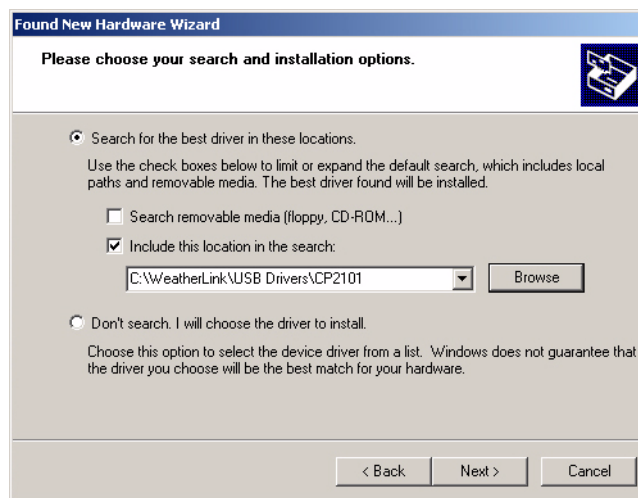 Found New Hardware Wizard
Please choose your search and installation options.
Search for the best driver in these locations.
Use the check boxes below to limit or expand the default search, which includes local
paths and removable media. The best driver found will be installed.
Search removable media (floppy, CD-ROM...)
Include this location in the search:
C:\WeatherLink\USB Drivers\CP2101
Browse
Don't search. I will choose the driver to install.
Choose this option to select the device driver from a list. Windows does not guarantee that
the driver you choose will be the best match for your hardware.
< Back Next > Cancel